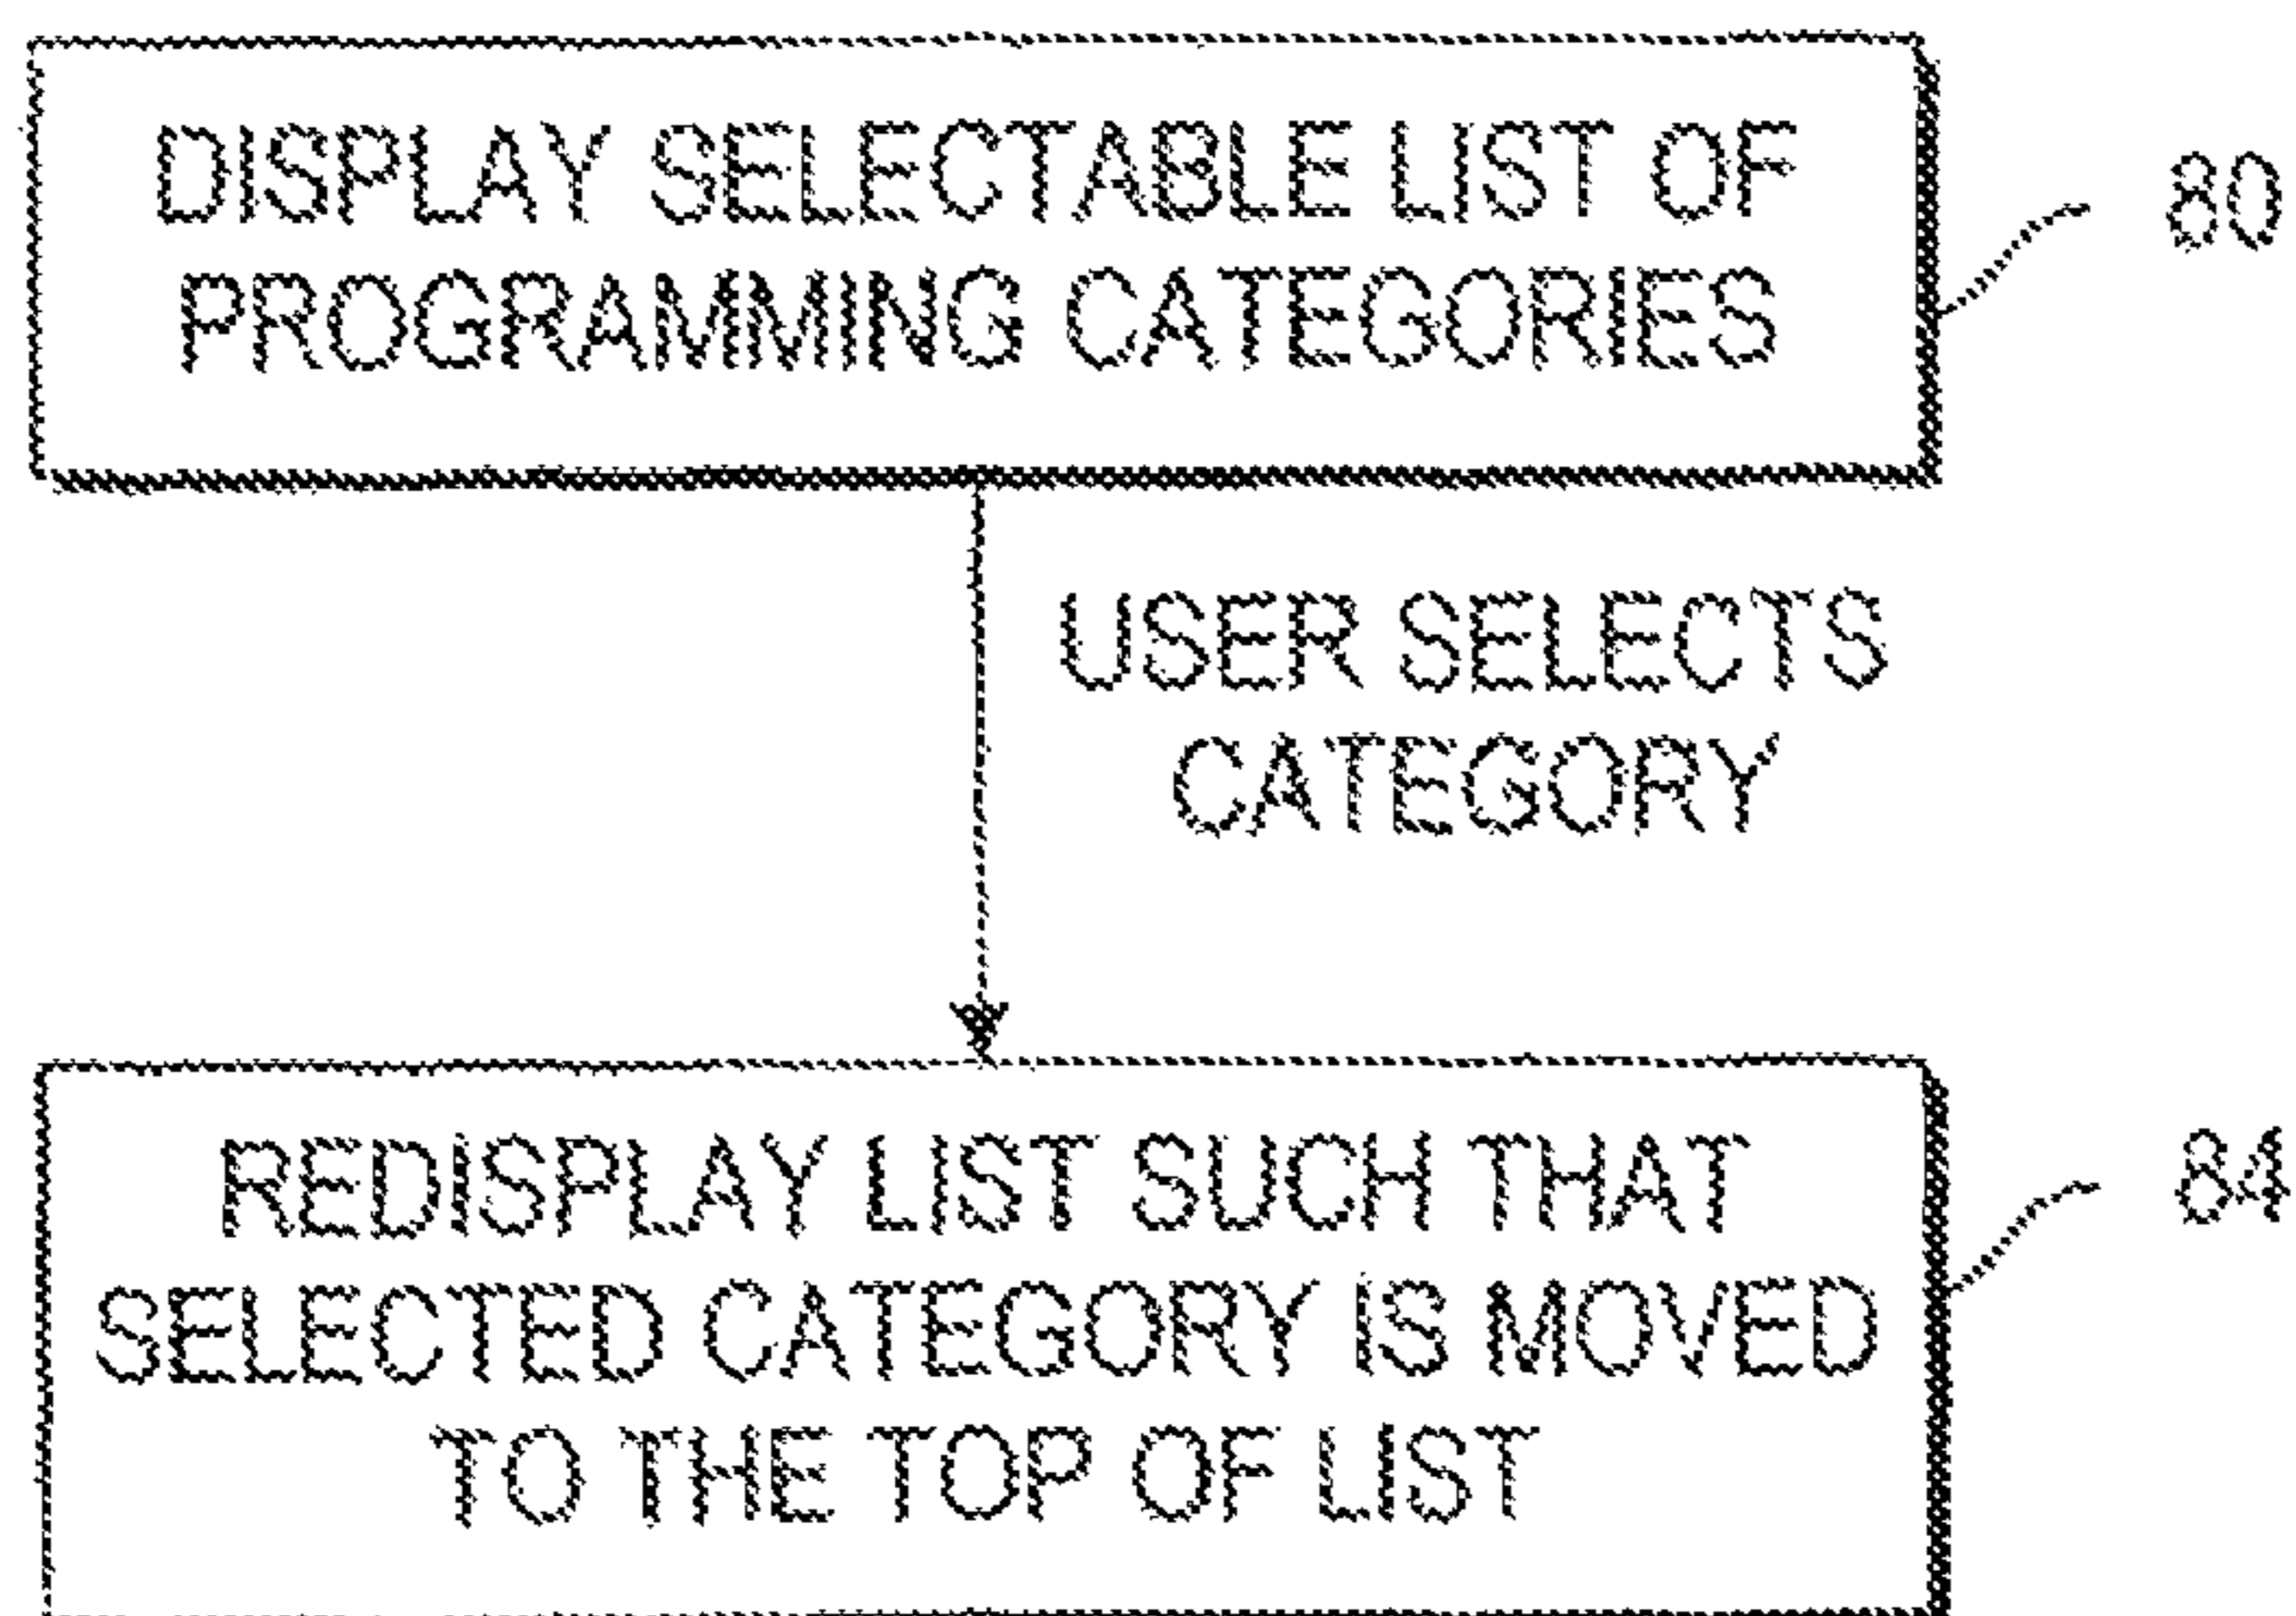 DISPLAY SELECTABLE LIST OF
PROGRAMMING CATEGORIES
80
USER SELECTS
CATEGORY
REDISPLAY LIST SUCH THAT
SELECTED CATEGORY IS MOVED
TO THE TOP OF LIST
84